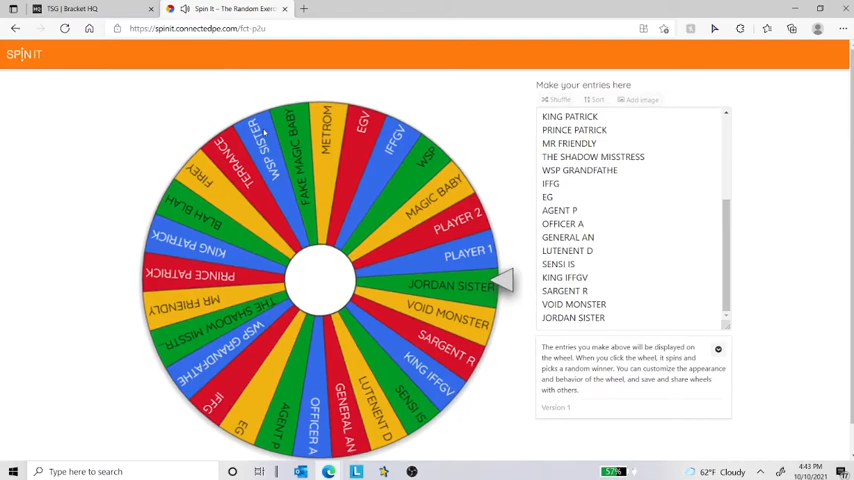 TSG | Bracket HQ
Spin It – The Random Exerc
https://spinit.connectedpe.com/fct-p2u
SPIN IT
Make your entries here
Shuffle
Sort
Add image
KING PATRICK
PRINCE PATRICK
MR FRIENDLY
THE SHADOW MISSTRESS
WSP GRANDFATHE
IFFG
EG
AGENT P
OFFICER A
GENERAL AN
LUTENENT D
SENSI IS
KING IFFGV
SARGENT R
VOID MONSTER
JORDAN SISTER
The entries you make above will be displayed on
the wheel. When you click the wheel, it spins and
picks a random winner. You can customize the appearance
and behavior of the wheel, and save and share wheels
with others.
Version 1
METROM
EGV
IFFGV
WSP
MAGIC BABY
PLAYER 2
PLAYER 1
JORDAN SISTER
VOID MONSTER
SARGENT R
KING IFFGV
SENSI IS
LUTENENT D
GENERAL AN
OFFICER A
AGENT P
EG
IFFG
WSP GRANDFATHE
THE SHADOW MISSTR...
MR FRIENDLY
PRINCE PATRICK
KING PATRICK
BLAH BLAH
FIREY
TERRANCE
WSP SISTER
FAKE MAGIC BABY
Type here to search
57%
62°F Cloudy
4:43 PM
10/10/2021